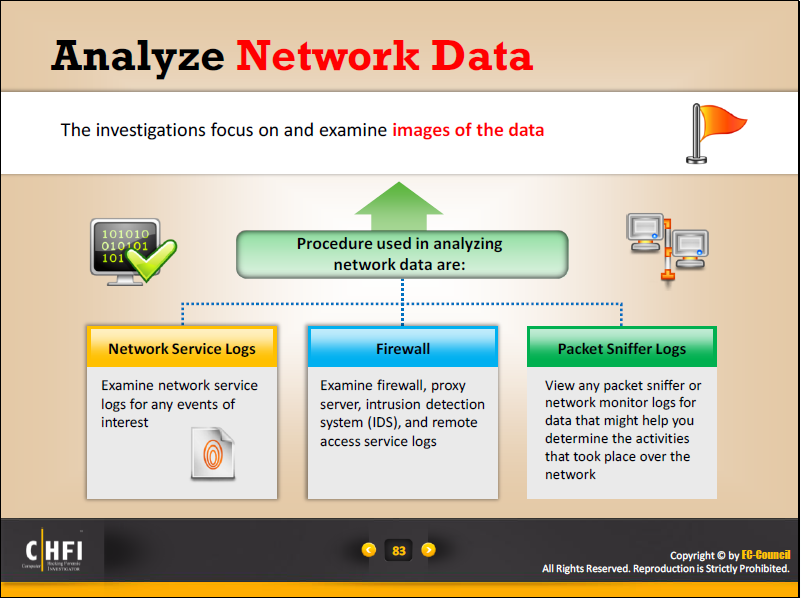 Analyze Network Data
The investigations focus on and examine images of the data
101010
010101
101
Procedure used in analyzing
network data are:
Network Service Logs
Examine network service
logs for any events of
interest
Firewall
Examine firewall, proxy
server, intrusion detection
system (IDS), and remote
access service logs
Packet Sniffer Logs
View any packet sniffer or
network monitor logs for
data that might help you
determine the activities
that took place over the
network
CHFI
Computer Hacking Forensic
INVESTIGATOR
83
Copyright © by EC-Council
All Rights Reserved. Reproduction is Strictly Prohibited.